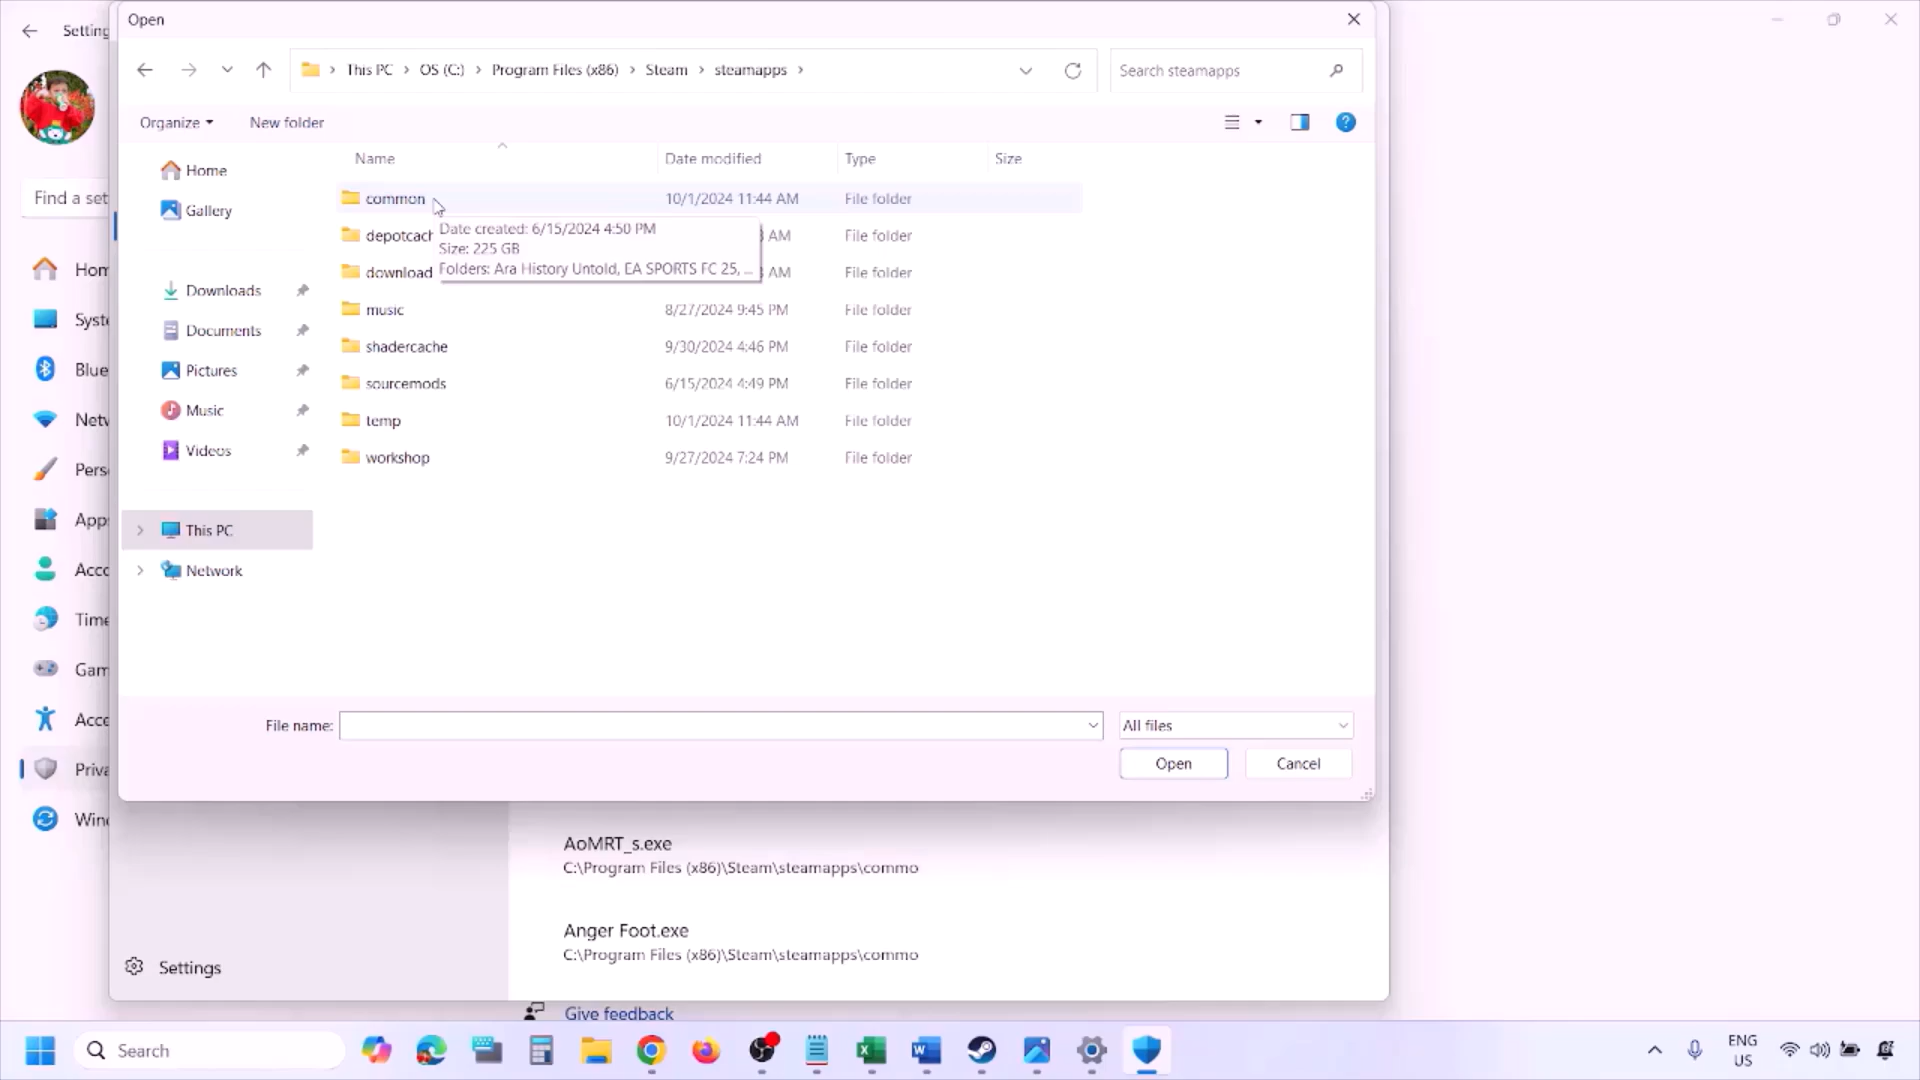 Setting
Open
This PC
OS (C:)
Program Files (x86)
Steam
steamapps
Search steamapps
Organize
New folder
Name
Date modified
Type
Size
Home
Gallery
Downloads
Documents
Pictures
Music
Videos
This PC
Network
common
10/1/2024 11:44 AM
File folder
depotcach
AM
File folder
download
AM
File folder
Date created: 6/15/2024 4:50 PM
Size: 225 GB
Folders: Ara History Untold, EA SPORTS FC 25, ...
music
8/27/2024 9:45 PM
File folder
shadercache
9/30/2024 4:46 PM
File folder
sourcemods
6/15/2024 4:49 PM
File folder
temp
10/1/2024 11:44 AM
File folder
workshop
9/27/2024 7:24 PM
File folder
File name:
All files
Open
Cancel
Find a set
Hom
Syste
Blue
Netv
Perso
Apps
Acco
Time
Gam
Acce
Priva
Wind
AoMRT_s.exe
C:\Program Files (x86)\Steam\steamapps\commo
Anger Foot.exe
C:\Program Files (x86)\Steam\steamapps\commo
Settings
Give feedback
Search
ENG
US